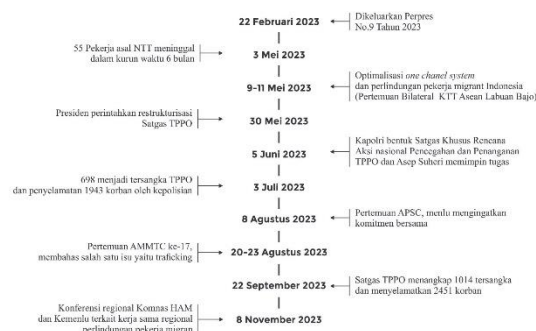 22 Februari 2023
Dikeluarkan Perpres
No.9 Tahun 2023
55 Pekerja asal NTT meninggal
dalam kurun waktu 6 bulan
3 Mei 2023
9-11 Mei 2023
Optimalisasi one chanel system
dan perlindungan pekerja migrant Indonesia
(Pertemuan Bilateral KTT Asean Labuan Bajo)
Presiden perintahkan restrukturisasi
Satgas TPPO
30 Mei 2023
5 Juni 2023
Kapolri bentuk Satgas Khusus Rencana
Aksi nasional Pencegahan dan Penanganan
TPPO dan Asep Suheri memimpin tugas
698 menjadi tersangka TPPO
dan penyelamatan 1943 korban oleh kepolisian
3 Juli 2023
8 Agustus 2023
Pertemuan APSC, menlu mengingatkan
komitmen bersama
Pertemuan AMMTC ke-17,
membahas salah satu isu yaitu traficking
20-23 Agustus 2023
22 September 2023
Satgas TPPO menangkap 1014 tersangka
dan menyelamatkan 2451 korban
Konferensi regional Komnas HAM
dan Kemenlu terkait kerja sama regional
perlindungan pekerja migran
8 November 2023